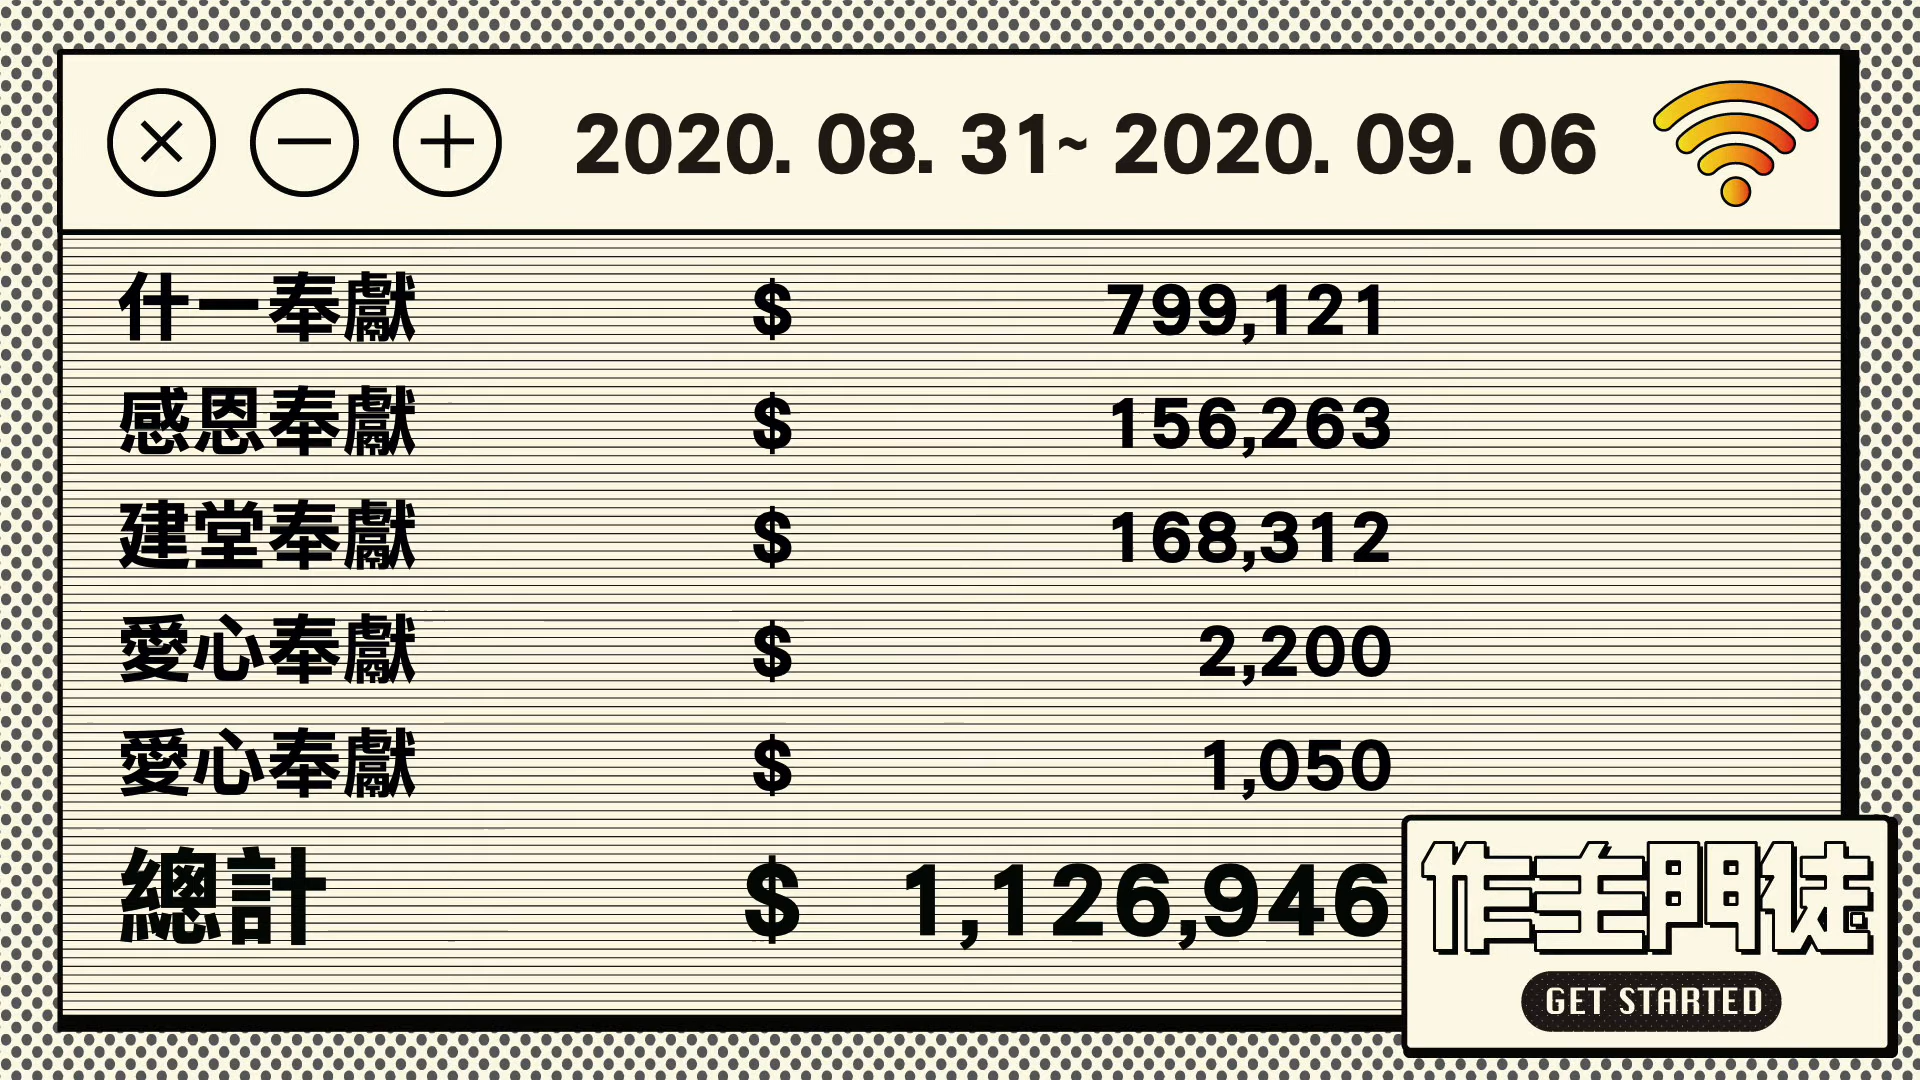 2020. 08. 31~ 2020. 09. 06
什一奉獻 $ 799,121
感恩奉獻 $ 156,263
建堂奉獻 $ 168,312
愛心奉獻 $ 2,200
愛心奉獻 $ 1,050
總計 $ 1,126,946
作主門徒
GET STARTED